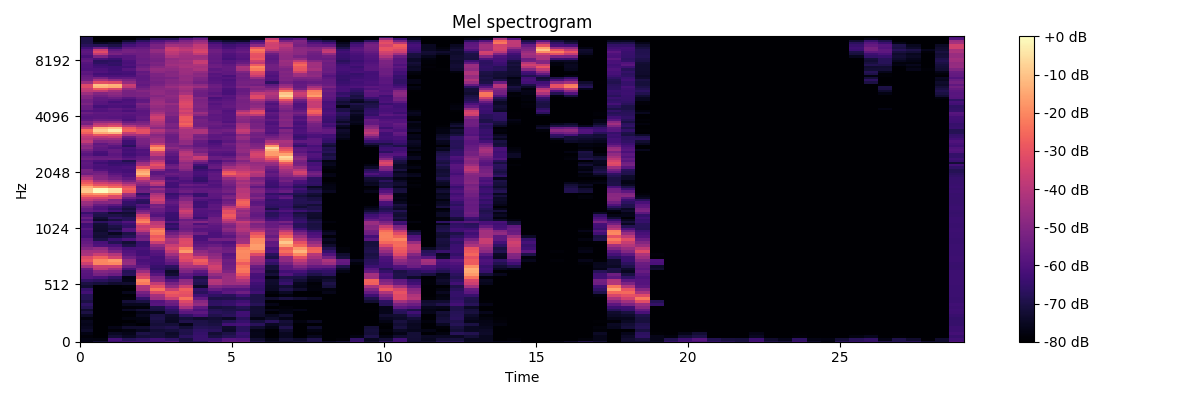 Mel spectrogram
Hz
8192
4096
2048
1024
512
0
0 5 10 15 20 25
Time
+0 dB
-10 dB
-20 dB
-30 dB
-40 dB
-50 dB
-60 dB
-70 dB
-80 dB